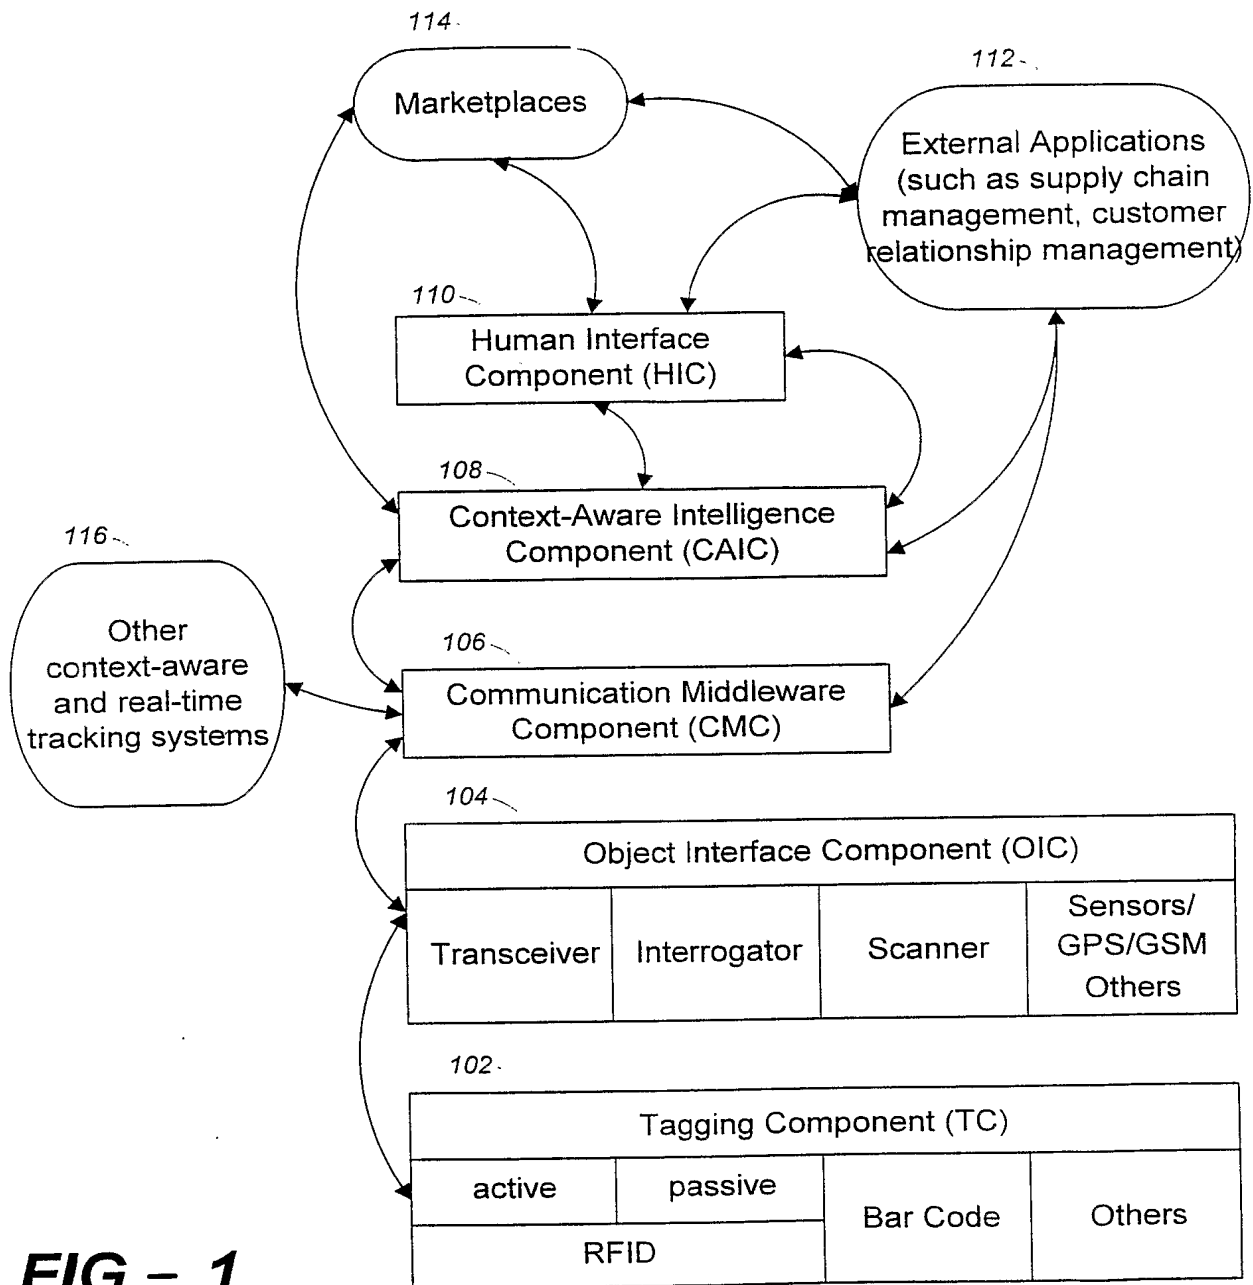 114
Marketplaces
112
External Applications
(such as supply chain
management, customer
relationship management)
110
Human Interface
Component (HIC)
108
Context-Aware Intelligence
Component (CAIC)
116
Other
context-aware
and real-time
tracking systems
106
Communication Middleware
Component (CMC)
104
Object Interface Component (OIC)
Transceiver
Interrogator
Scanner
Sensors/
GPS/GSM
Others
102
Tagging Component (TC)
active
passive
RFID
Bar Code
Others
FIG - 1